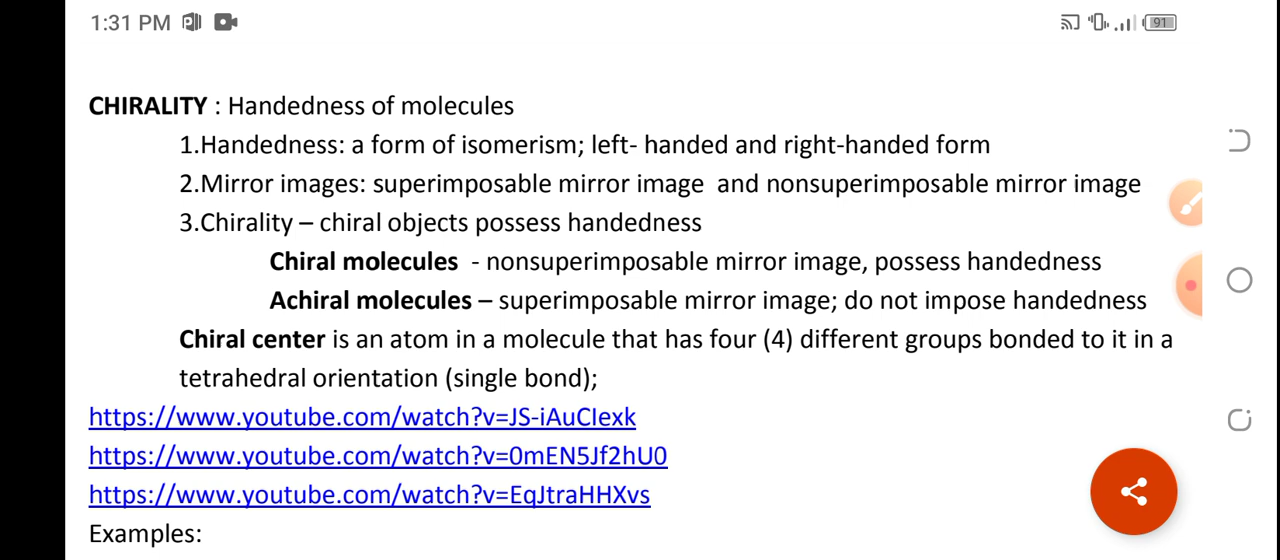 1:31 PM
91
CHIRALITY : Handedness of molecules
1.Handedness: a form of isomerism; left- handed and right-handed form
2.Mirror images: superimposable mirror image and nonsuperimposable mirror image
3.Chirality – chiral objects possess handedness
Chiral molecules - nonsuperimposable mirror image, possess handedness
Achiral molecules – superimposable mirror image; do not impose handedness
Chiral center is an atom in a molecule that has four (4) different groups bonded to it in a
tetrahedral orientation (single bond);
https://www.youtube.com/watch?v=JS-iAuCIexk
https://www.youtube.com/watch?v=0mEN5Jf2hU0
https://www.youtube.com/watch?v=EqJtraHHXvs
Examples: